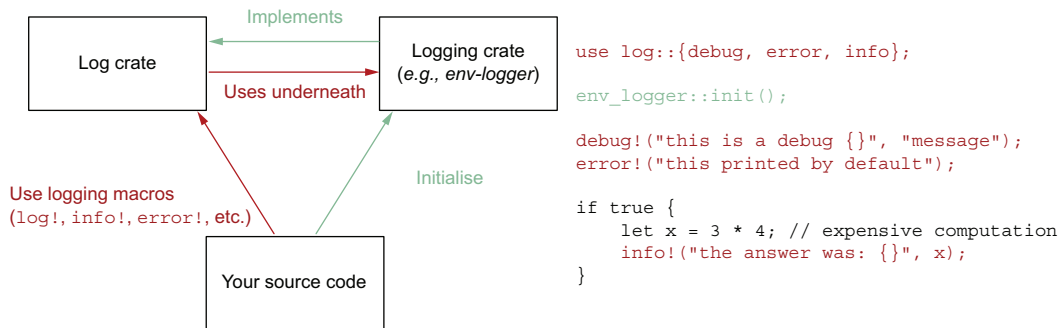 Implements
Log crate
Logging crate
(e.g., env-logger)
Uses underneath
Use logging macros
(log!, info!, error!, etc.)
Initialise
Your source code
use log::{debug, error, info};
env_logger::init();
debug!("this is a debug {}", "message");
error!("this printed by default");
if true {
    let x = 3 * 4; // expensive computation
    info!("the answer was: {}", x);
}